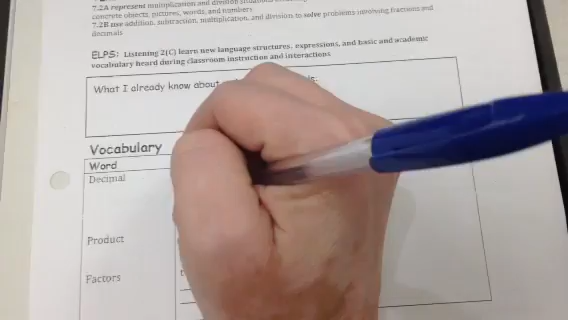 7.2A represent multiplication and division situations
concrete objects, pictures, words, and numbers
7.2B use addition, subtraction, multiplication, and division to solve problems involving fractions and
decimals
ELPS: Listening 2(C) learn new language structures, expressions, and basic and academic
vocabulary heard during classroom instruction and interactions
What I already know about
Vocabulary
Word
Decimal
Product
Factors